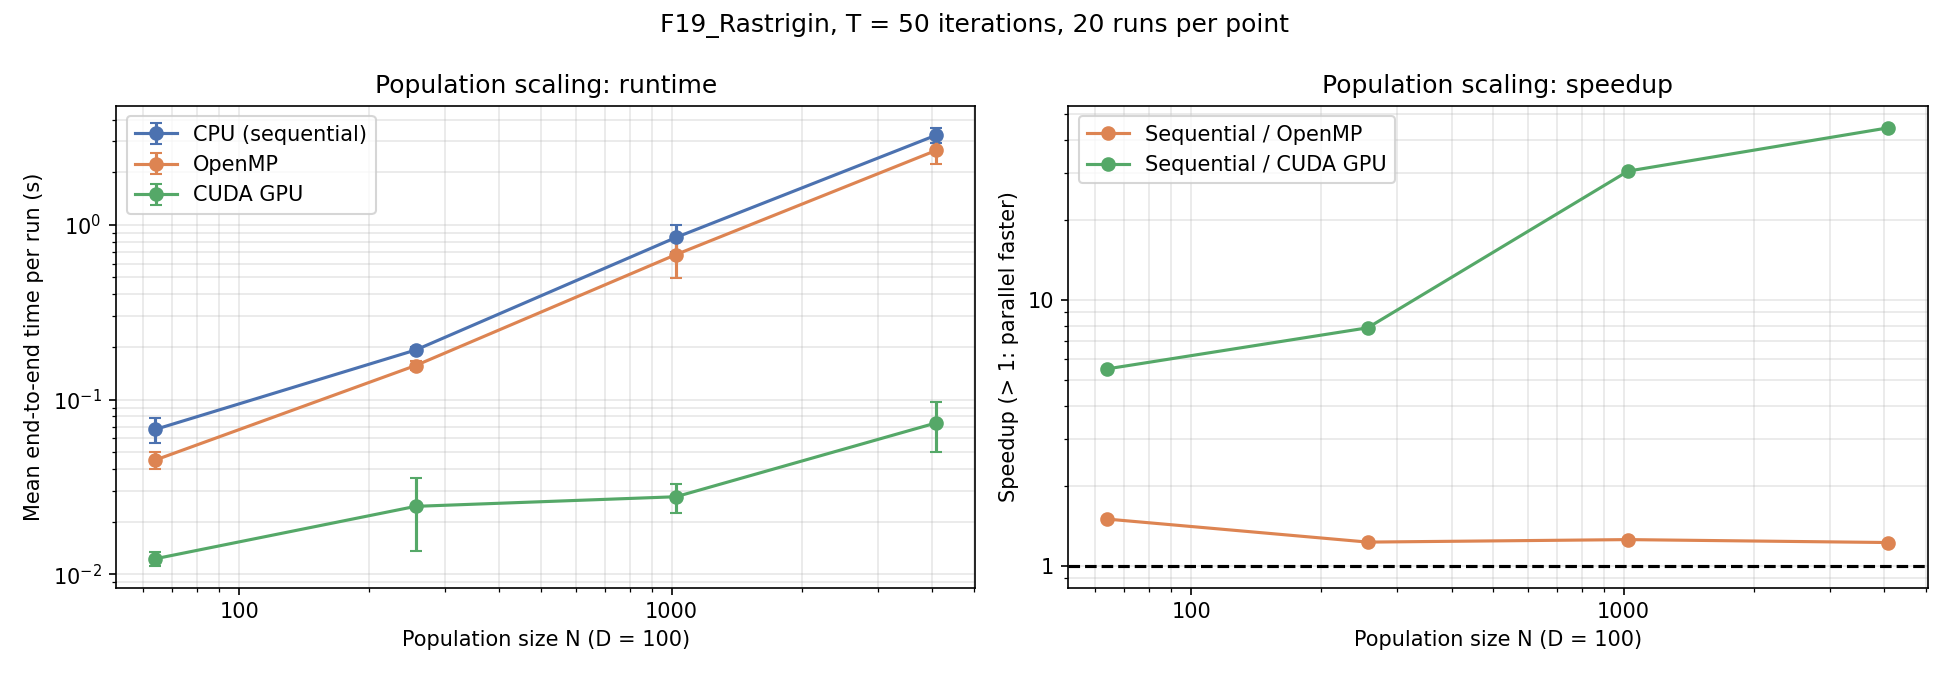 F19_Rastrigin, T = 50 iterations, 20 runs per point
Population scaling: runtime
CPU (sequential)
OpenMP
CUDA GPU
Mean end-to-end time per run (s)
10⁰
10⁻¹
10⁻²
100
1000
Population size N (D = 100)
Population scaling: speedup
Sequential / OpenMP
Sequential / CUDA GPU
Speedup (> 1: parallel faster)
10
1
100
1000
Population size N (D = 100)